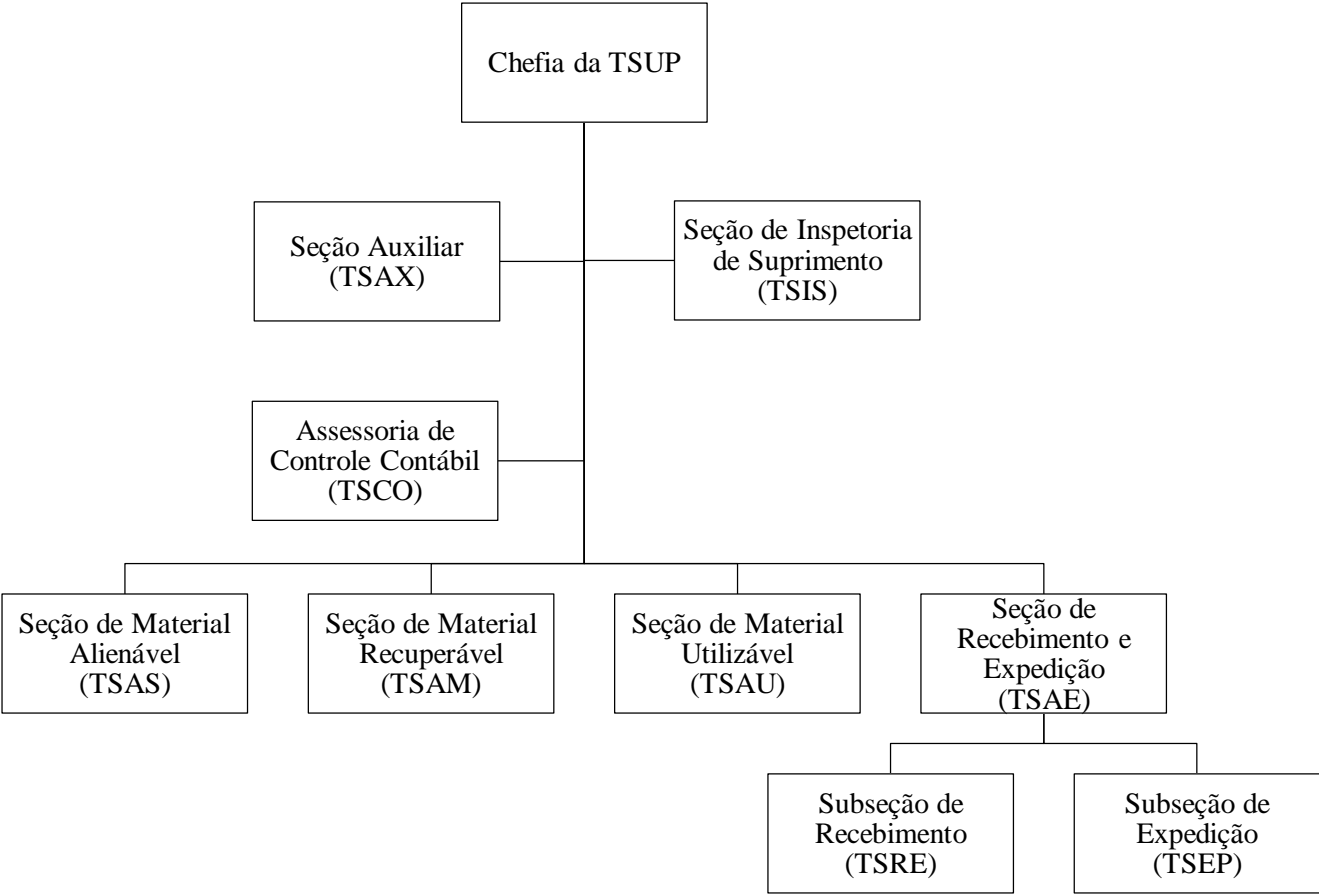 Chefia da TSUP
Seção Auxiliar
(TSAX)
Seção de Inspetoria
de Suprimento
(TSIS)
Assessoria de
Controle Contábil
(TSCO)
Seção de Material
Alienável
(TSAS)
Seção de Material
Recuperável
(TSAM)
Seção de Material
Utilizável
(TSAU)
Seção de
Recebimento e
Expedição
(TSAE)
Subseção de
Recebimento
(TSRE)
Subseção de
Expedição
(TSEP)